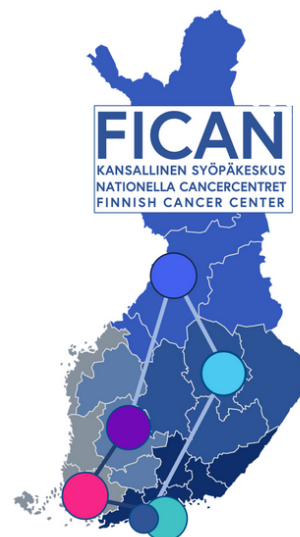 FICAN
KANSALLINEN SYÖPÄKESKUS
NATIONELLA CANCERCENTRET
FINNISH CANCER CENTER